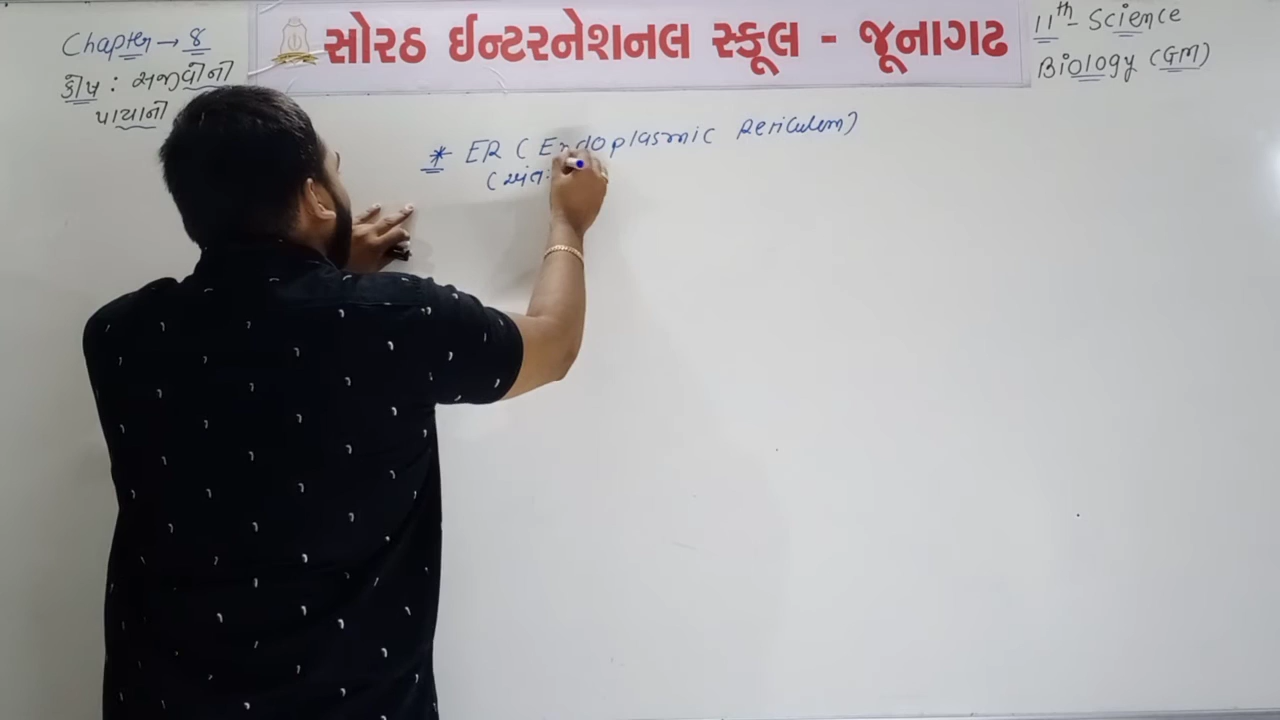 Chapter → 8
કોષ : સજીવોની
પાયાનો
સોરઠ ઈન્ટરનેશનલ સ્કૂલ - જૂનાગઢ
11th - Science
Biology (GM)
* ER ( Endoplasmic Reticulum)
(અંતઃ